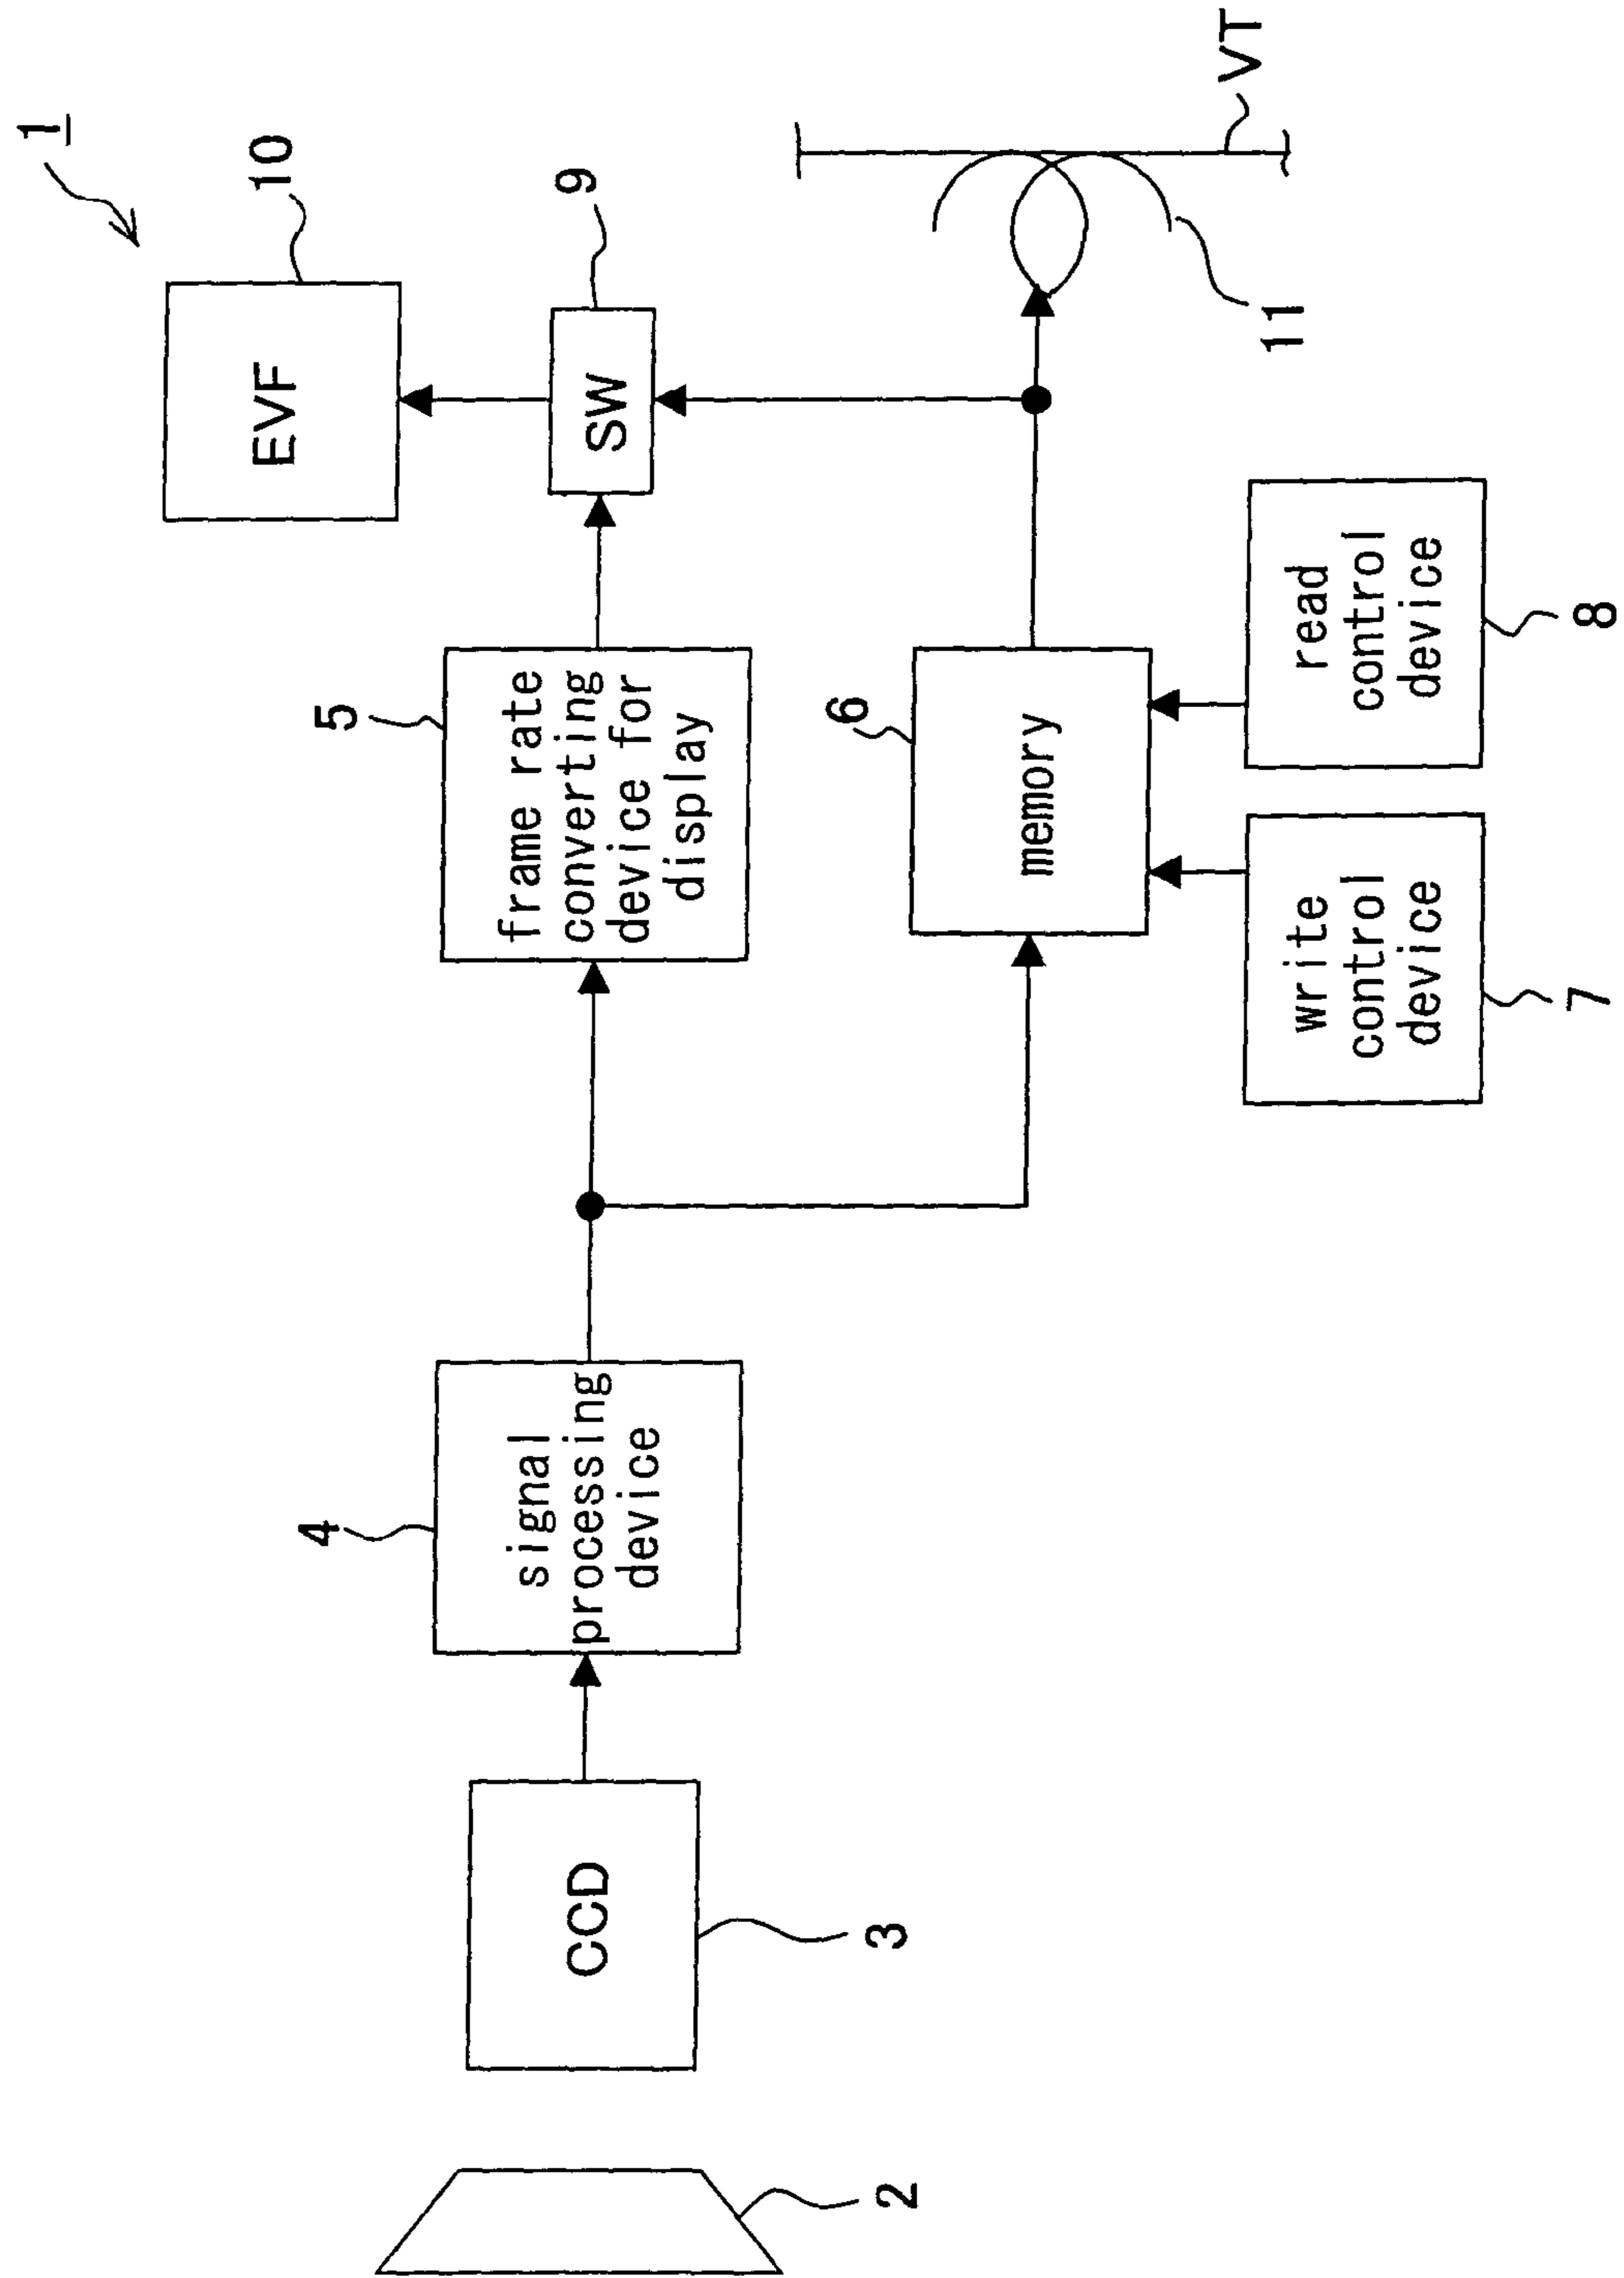 1
10
EVF
9
SW
5
frame rate
converting
device for
display
4
signal
processing
device
CCD
3
2
6
memory
write
control
device
7
read
control
device
8
11
VT